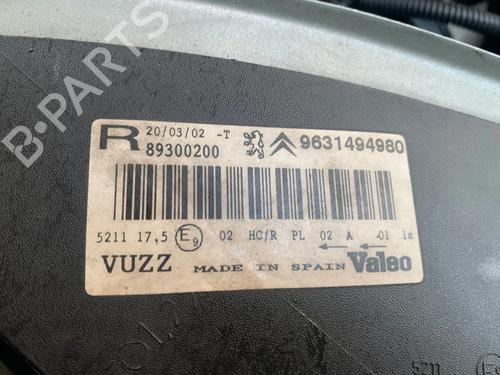 R 20/03/02 -T 9631494980
89300200
5211 17,5 E9 02 HC/R PL 02 A 01 1a
VUZZ MADE IN SPAIN Valeo
B-PARTS
5211 E